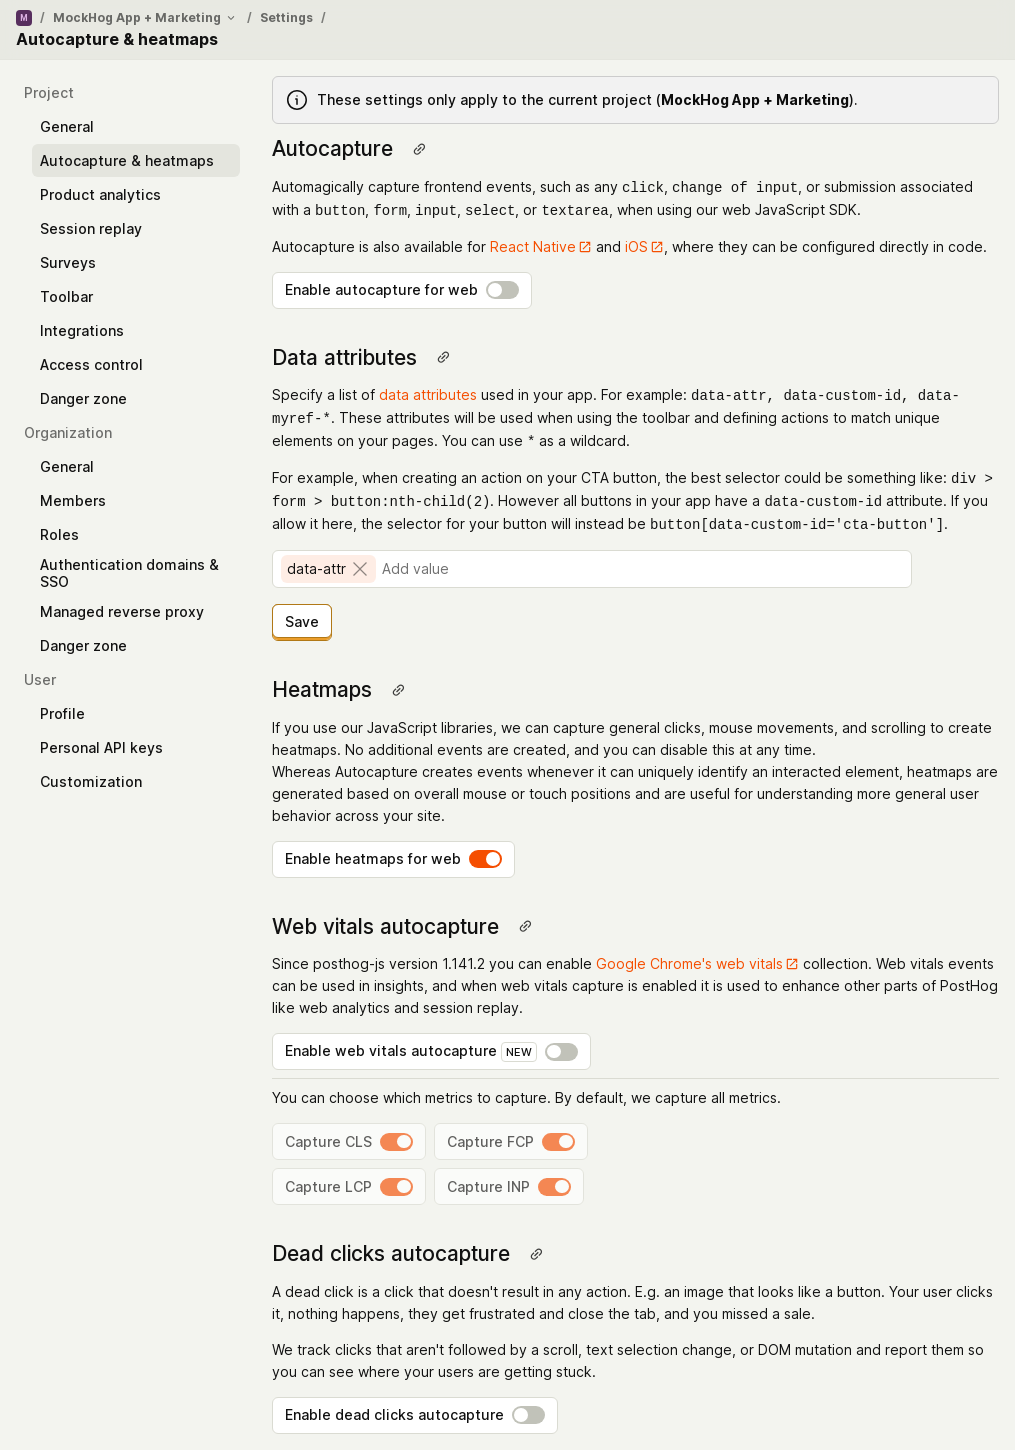 M / MockHog App + Marketing / Settings /
Autocapture & heatmaps
Project
General
Autocapture & heatmaps
Product analytics
Session replay
Surveys
Toolbar
Integrations
Access control
Danger zone
Organization
General
Members
Roles
Authentication domains &
SSO
Managed reverse proxy
Danger zone
User
Profile
Personal API keys
Customization
These settings only apply to the current project (MockHog App + Marketing).
Autocapture
Automagically capture frontend events, such as any click, change of input, or submission associated
with a button, form, input, select, or textarea, when using our web JavaScript SDK.
Autocapture is also available for React Native and iOS, where they can be configured directly in code.
Enable autocapture for web
Data attributes
Specify a list of data attributes used in your app. For example: data-attr, data-custom-id, data-
myref-*. These attributes will be used when using the toolbar and defining actions to match unique
elements on your pages. You can use * as a wildcard.
For example, when creating an action on your CTA button, the best selector could be something like: div >
form > button:nth-child(2). However all buttons in your app have a data-custom-id attribute. If you
allow it here, the selector for your button will instead be button[data-custom-id='cta-button'].
data-attr Add value
Save
Heatmaps
If you use our JavaScript libraries, we can capture general clicks, mouse movements, and scrolling to create
heatmaps. No additional events are created, and you can disable this at any time.
Whereas Autocapture creates events whenever it can uniquely identify an interacted element, heatmaps are
generated based on overall mouse or touch positions and are useful for understanding more general user
behavior across your site.
Enable heatmaps for web
Web vitals autocapture
Since posthog-js version 1.141.2 you can enable Google Chrome's web vitals collection. Web vitals events
can be used in insights, and when web vitals capture is enabled it is used to enhance other parts of PostHog
like web analytics and session replay.
Enable web vitals autocapture NEW
You can choose which metrics to capture. By default, we capture all metrics.
Capture CLS Capture FCP
Capture LCP Capture INP
Dead clicks autocapture
A dead click is a click that doesn't result in any action. E.g. an image that looks like a button. Your user clicks
it, nothing happens, they get frustrated and close the tab, and you missed a sale.
We track clicks that aren't followed by a scroll, text selection change, or DOM mutation and report them so
you can see where your users are getting stuck.
Enable dead clicks autocapture